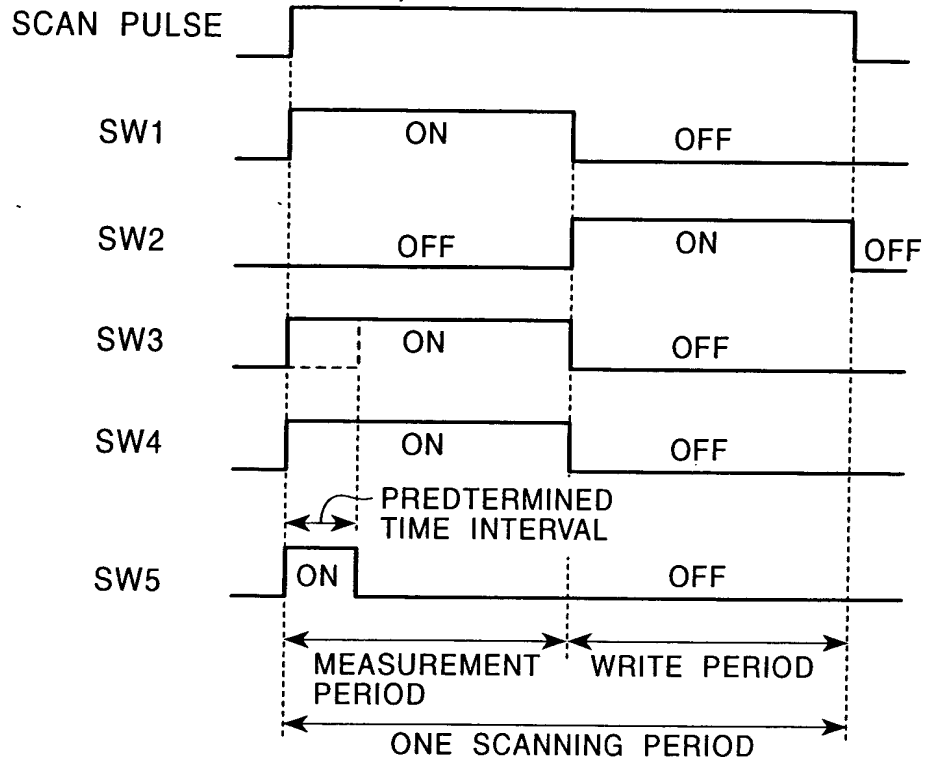 SCAN PULSE
SW1
ON
OFF
SW2
OFF
ON
OFF
SW3
ON
OFF
SW4
ON
OFF
PREDTERMINED
TIME INTERVAL
SW5
ON
OFF
MEASUREMENT
PERIOD
WRITE PERIOD
ONE SCANNING PERIOD